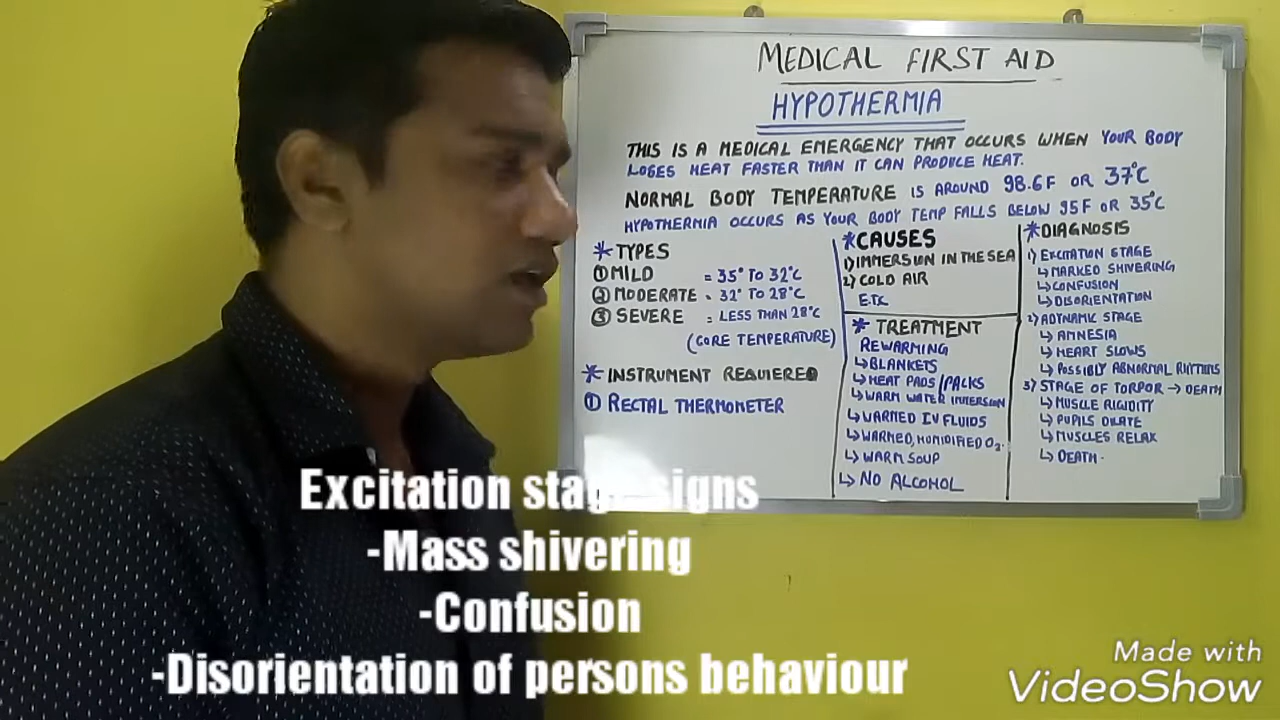 MEDICAL FIRST AID
HYPOTHERMIA
THIS IS A MEDICAL EMERGENCY THAT OCCURS WHEN YOUR BODY
LOSES HEAT FASTER THAN IT CAN PRODUCE HEAT.
NORMAL BODY TEMPERATURE IS AROUND 98.6F OR 37°C
HYPATHERMIA OCCURS AS YOUR BODY TEMP FALLS BELOW 95F OR 35°C
* TYPES
① MILD = 35° TO 32°C
② MODERATE = 32° TO 28°C
③ SEVERE = LESS THAN 28°C
(CORE TEMPERATURE)
* INSTRUMENT REQUIERED
① RECTAL THERMOMETER
* CAUSES
1) IMMERSION IN THE SEA
2) COLD AIR
E.T.C
* TREATMENT
REWARMING
↳ BLANKETS
↳ HEAT PADS/PACKS
↳ WARM WATER IMMERSION
↳ WARMED IV FLUIDS
↳ WARMED, HUMIDIFIED O₂.
↳ WARM SOUP
↳ NO ALCOHOL
* DIAGNOSIS
1) EXCITATION STAGE
↳ MARKED SHIVERING
↳ CONFUSION
↳ DISORIENTATION
2) ADYNAMIC STAGE
↳ AMNESIA
↳ HEART SLOWS
↳ POSSIBLY ABNORMAL RHYTHMS
3) STAGE OF TORPOR → DEATH
↳ MUSCLE RIGIDITY
↳ PUPILS DILATE
↳ MUSCLES RELAX
↳ DEATH.
Excitation stage signs
-Mass shivering
-Confusion
-Disorientation of persons behaviour
Made with
VideoShow